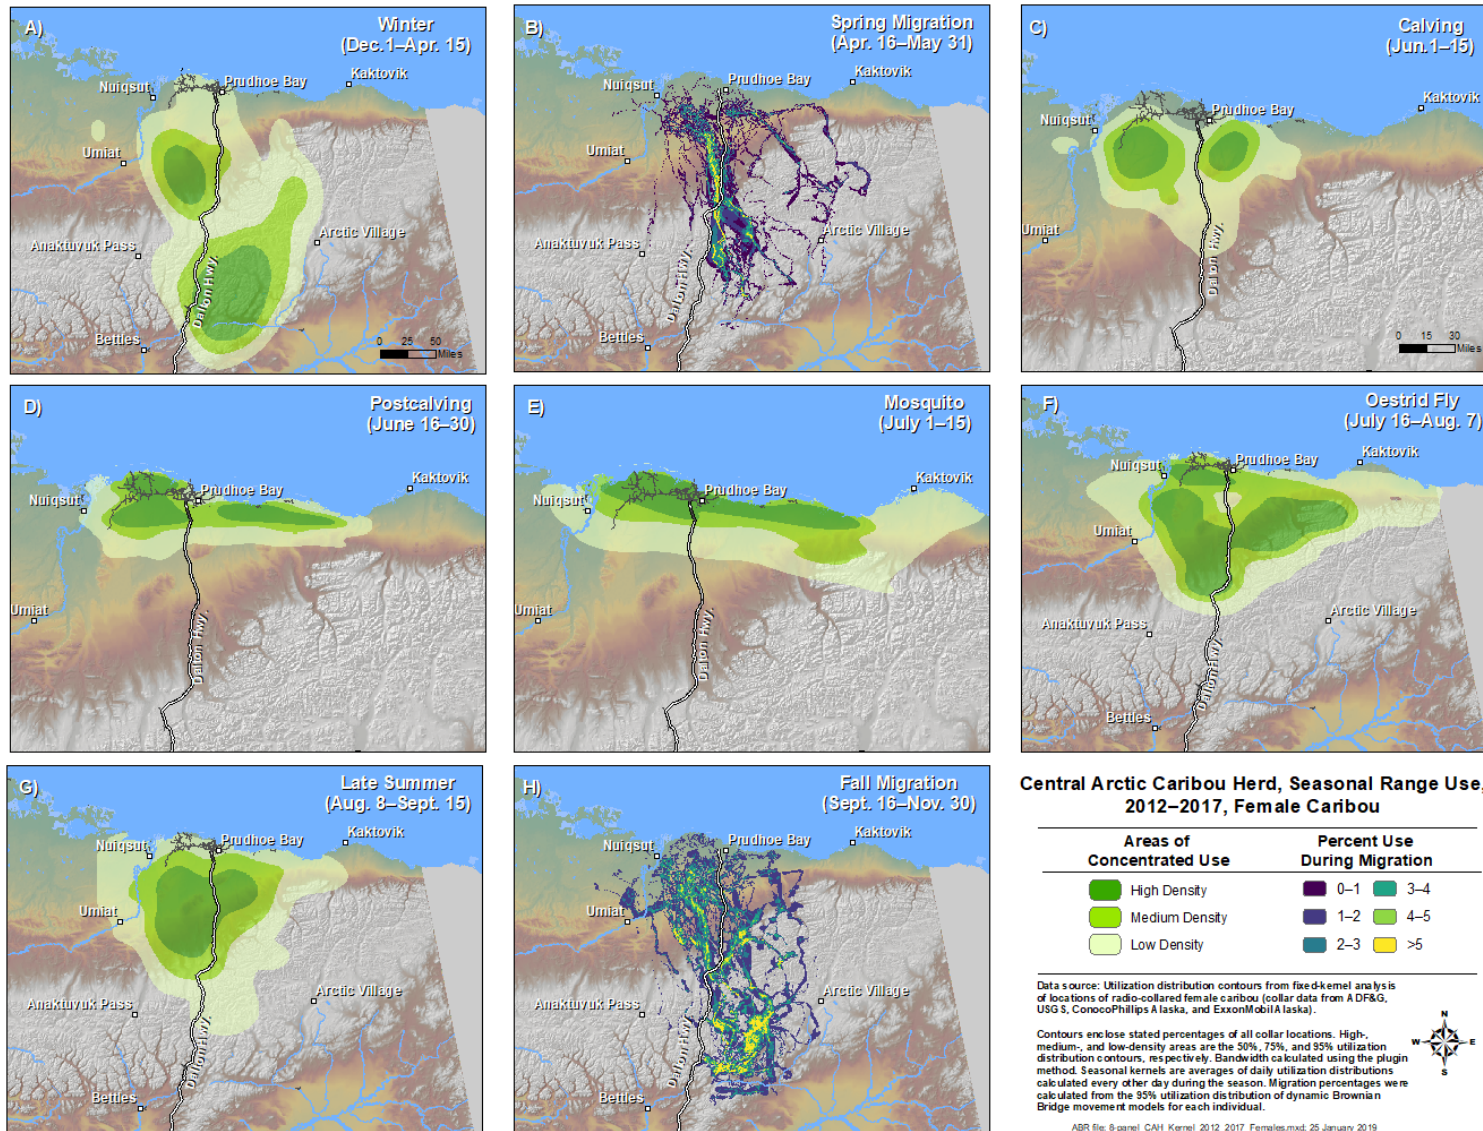 A)
Winter
(Dec.1–Apr. 15)
Nuiqsut
Prudhoe Bay
Kaktovik
Umiat
Anaktuvuk Pass
Arctic Village
Dalton Hwy.
Bettles
0 25 50
Miles
B)
Spring Migration
(Apr. 16–May 31)
Nuiqsut
Prudhoe Bay
Kaktovik
Umiat
Anaktuvuk Pass
Arctic Village
Dalton Hwy.
Bettles
C)
Calving
(Jun.1–15)
Nuiqsut
Prudhoe Bay
Kaktovik
Umiat
Dalton Hwy.
0 15 30
Miles
D)
Postcalving
(June 16–30)
Nuiqsut
Prudhoe Bay
Kaktovik
Umiat
Dalton Hwy.
E)
Mosquito
(July 1–15)
Nuiqsut
Prudhoe Bay
Kaktovik
Umiat
Dalton Hwy.
F)
Oestrid Fly
(July 16–Aug. 7)
Nuiqsut
Prudhoe Bay
Kaktovik
Umiat
Anaktuvuk Pass
Arctic Village
Dalton Hwy.
Bettles
G)
Late Summer
(Aug. 8–Sept. 15)
Nuiqsut
Prudhoe Bay
Kaktovik
Umiat
Anaktuvuk Pass
Arctic Village
Dalton Hwy.
Bettles
H)
Fall Migration
(Sept. 16–Nov. 30)
Nuiqsut
Prudhoe Bay
Kaktovik
Umiat
Anaktuvuk Pass
Arctic Village
Dalton Hwy.
Bettles
Central Arctic Caribou Herd, Seasonal Range Use,
2012–2017, Female Caribou
Areas of
Concentrated Use
High Density
Medium Density
Low Density
Percent Use
During Migration
0–1 3–4
1–2 4–5
2–3 >5
Data source: Utilization distribution contours from fixed-kernel analysis
of locations of radio-collared female caribou (collar data from ADF&G,
USGS, ConocoPhillips Alaska, and ExxonMobil Alaska).
Contours enclose stated percentages of all collar locations. High-,
medium-, and low-density areas are the 50%, 75%, and 95% utilization
distribution contours, respectively. Bandwidth calculated using the plugin
method. Seasonal kernels are averages of daily utilization distributions
calculated every other day during the season. Migration percentages were
calculated from the 95% utilization distribution of dynamic Brownian
Bridge movement models for each individual.
N
W E
S
ABR file: 8-panel_CAH_Kernel_2012_2017_Females.mxd; 25 January 2019